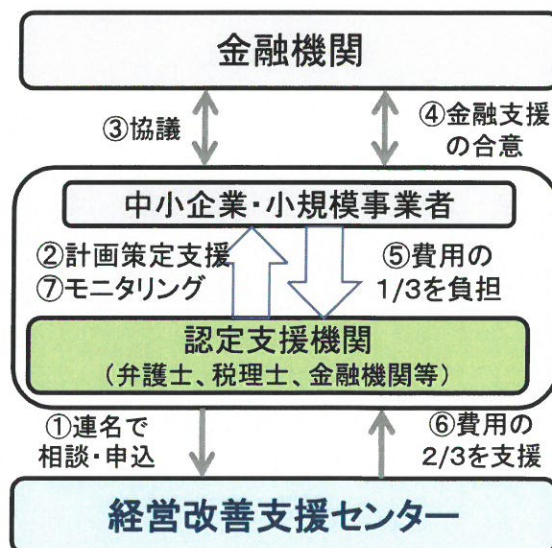 金融機関
③協議
④金融支援
の合意
中小企業・小規模事業者
②計画策定支援
⑦モニタリング
⑤費用の
1/3を負担
認定支援機関
（弁護士、税理士、金融機関等）
①連名で
相談・申込
⑥費用の
2/3を支援
経営改善支援センター